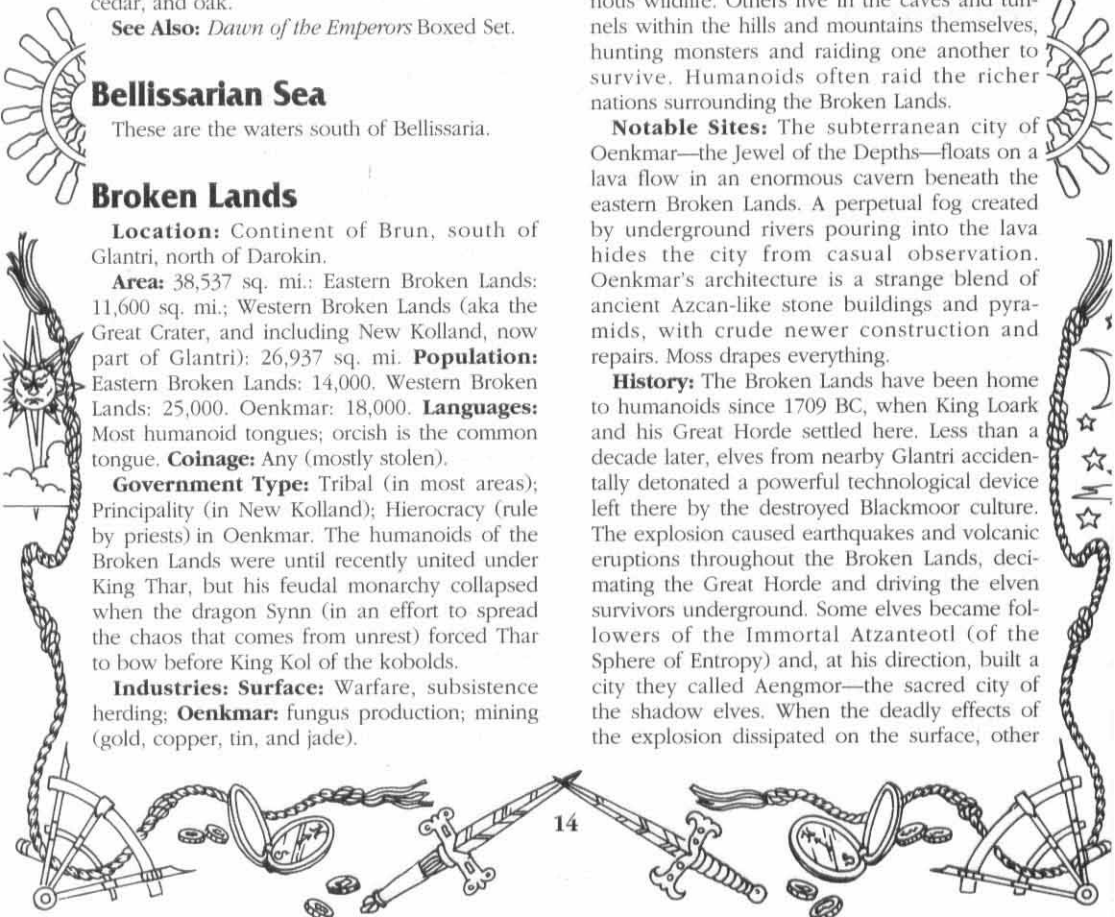 cedar, and oak.
See Also: Dawn of the Emperors Boxed Set.
Bellissarian Sea
These are the waters south of Bellissaria.
Broken Lands
Location: Continent of Brun, south of
Glantri, north of Darokin.
Area: 38,537 sq. mi.: Eastern Broken Lands:
11,600 sq. mi.; Western Broken Lands (aka the
Great Crater, and including New Kolland, now
part of Glantri): 26,937 sq. mi. Population:
Eastern Broken Lands: 14,000. Western Broken
Lands: 25,000. Oenkmar: 18,000. Languages:
Most humanoid tongues; orcish is the common
tongue. Coinage: Any (mostly stolen).
Government Type: Tribal (in most areas);
Principality (in New Kolland); Hierocracy (rule
by priests) in Oenkmar. The humanoids of the
Broken Lands were until recently united under
King Thar, but his feudal monarchy collapsed
when the dragon Synn (in an effort to spread
the chaos that comes from unrest) forced Thar
to bow before King Kol of the kobolds.
Industries: Surface: Warfare, subsistence
herding; Oenkmar: fungus production; mining
(gold, copper, tin, and jade).
wildlife. Others live in the caves and tun-
nels within the hills and mountains themselves,
hunting monsters and raiding one another to
survive. Humanoids often raid the richer
nations surrounding the Broken Lands.
Notable Sites: The subterranean city of
Oenkmar—the Jewel of the Depths—floats on a
lava flow in an enormous cavern beneath the
eastern Broken Lands. A perpetual fog created
by underground rivers pouring into the lava
hides the city from casual observation.
Oenkmar's architecture is a strange blend of
ancient Azcan-like stone buildings and pyra-
mids, with crude newer construction and
repairs. Moss drapes everything.
History: The Broken Lands have been home
to humanoids since 1709 BC, when King Loark
and his Great Horde settled here. Less than a
decade later, elves from nearby Glantri acciden-
tally detonated a powerful technological device
left there by the destroyed Blackmoor culture.
The explosion caused earthquakes and volcanic
eruptions throughout the Broken Lands, deci-
mating the Great Horde and driving the elven
survivors underground. Some elves became fol-
lowers of the Immortal Atzanteotl (of the
Sphere of Entropy) and, at his direction, built a
city they called Aengmor—the sacred city of
the shadow elves. When the deadly effects of
the explosion dissipated on the surface, other
14